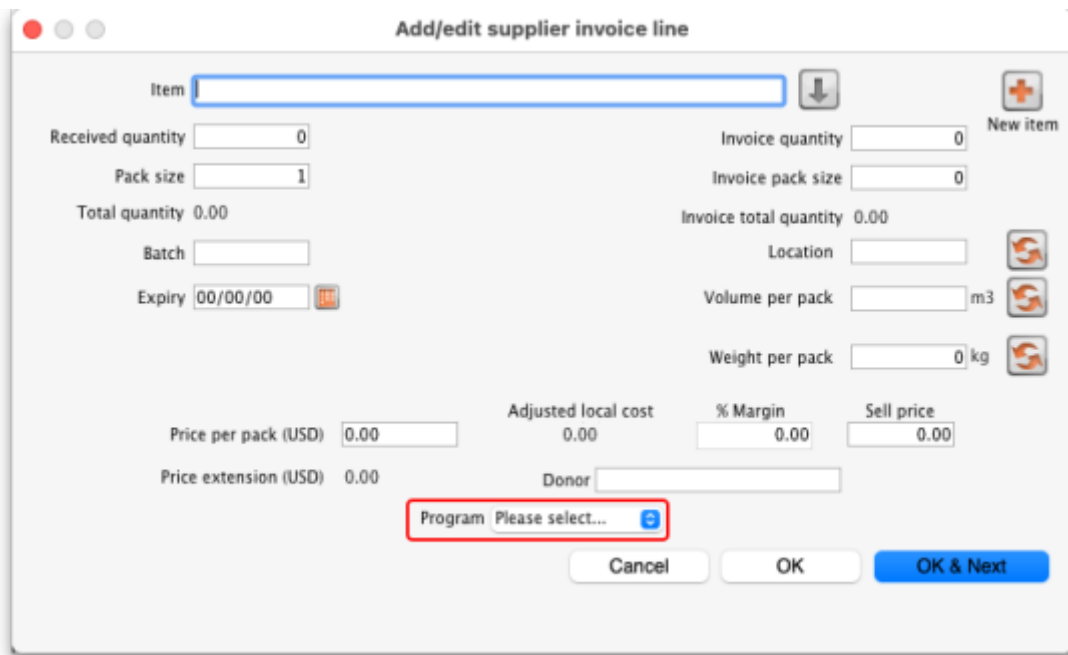 Add/edit supplier invoice line
Item
New item
Received quantity 0 Invoice quantity 0
Pack size 1 Invoice pack size 0
Total quantity 0.00 Invoice total quantity 0.00
Batch Location
Expiry 00/00/00 Volume per pack m3
Weight per pack 0 kg
Adjusted local cost % Margin Sell price
Price per pack (USD) 0.00 0.00 0.00 0.00
Price extension (USD) 0.00 Donor
Program Please select...
Cancel OK OK & Next